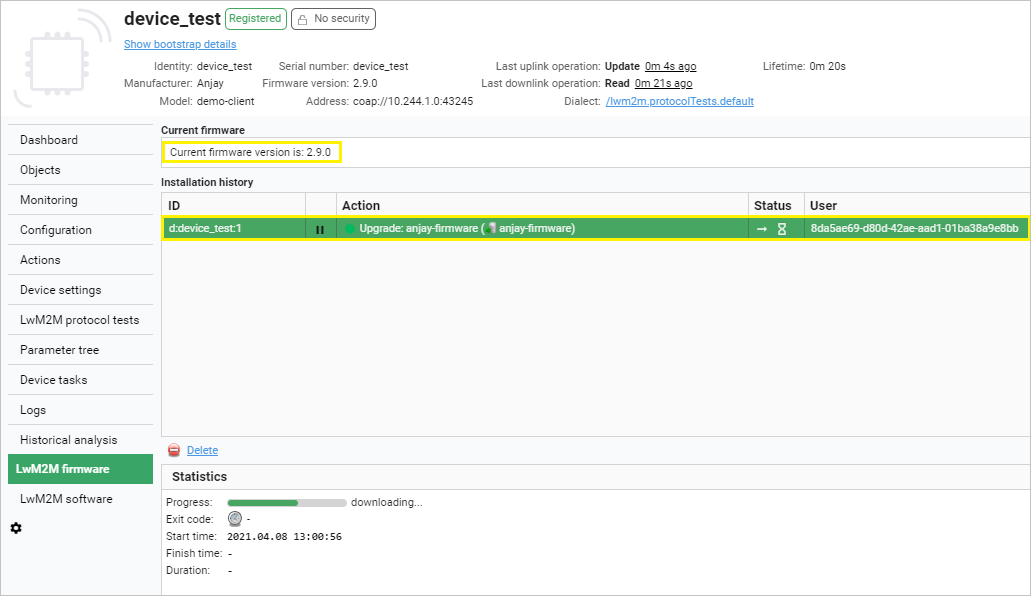 device_test Registered No security
Show bootstrap details
Identity: device_test Serial number: device_test Last uplink operation: Update 0m 4s ago Lifetime: 0m 20s
Manufacturer: Anjay Firmware version: 2.9.0 Last downlink operation: Read 0m 21s ago
Model: demo-client Address: coap://10.244.1.0:43245 Dialect: /lwm2m.protocolTests.default
Dashboard
Objects
Monitoring
Configuration
Actions
Device settings
LwM2M protocol tests
Parameter tree
Device tasks
Logs
Historical analysis
LwM2M firmware
LwM2M software
Current firmware
Current firmware version is: 2.9.0
Installation history
ID Action Status User
d:device_test:1 Upgrade: anjay-firmware ( anjay-firmware) 8da5ae69-d80d-42ae-aad1-01ba38a9e8bb
Delete
Statistics
Progress: downloading...
Exit code: -
Start time: 2021.04.08 13:00:56
Finish time: -
Duration: -